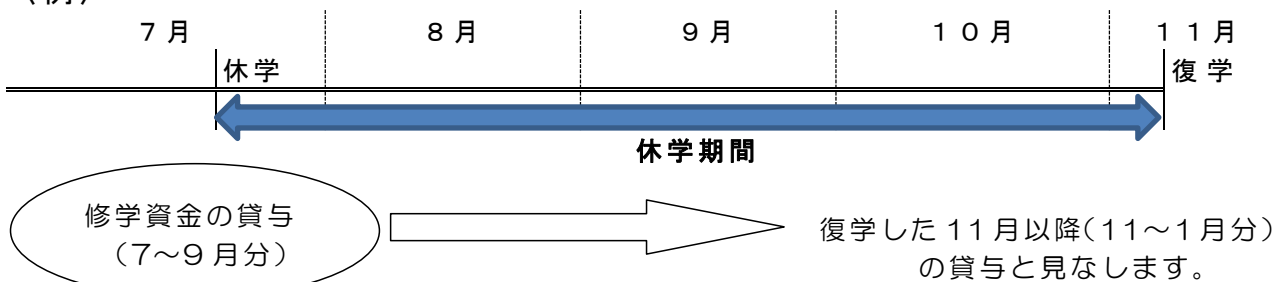 (例)
7月 8月 9月 10月 11月
休学 復学
休学期間
修学資金の貸与
(7~9月分)
復学した11月以降(11~1月分)
の貸与と見なします。